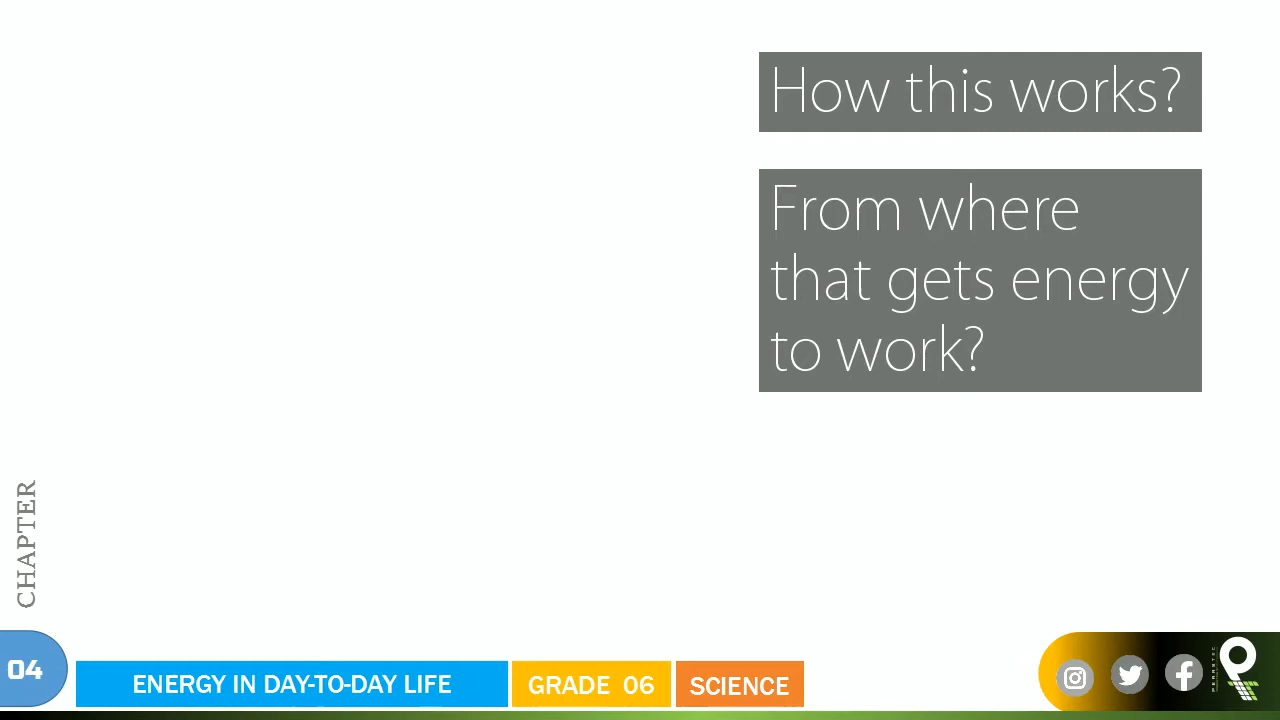 How this works?
From where
that gets energy
to work?
CHAPTER
04
ENERGY IN DAY-TO-DAY LIFE
GRADE 06
SCIENCE